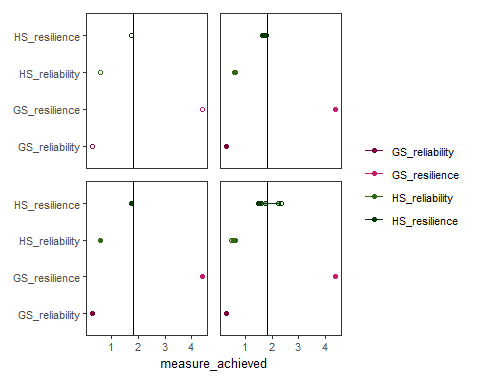 HS_resilience
HS_reliability
GS_resilience
GS_reliability
HS_resilience
HS_reliability
GS_resilience
GS_reliability
1 2 3 4 1 2 3 4
measure_achieved
GS_reliability
GS_resilience
HS_reliability
HS_resilience